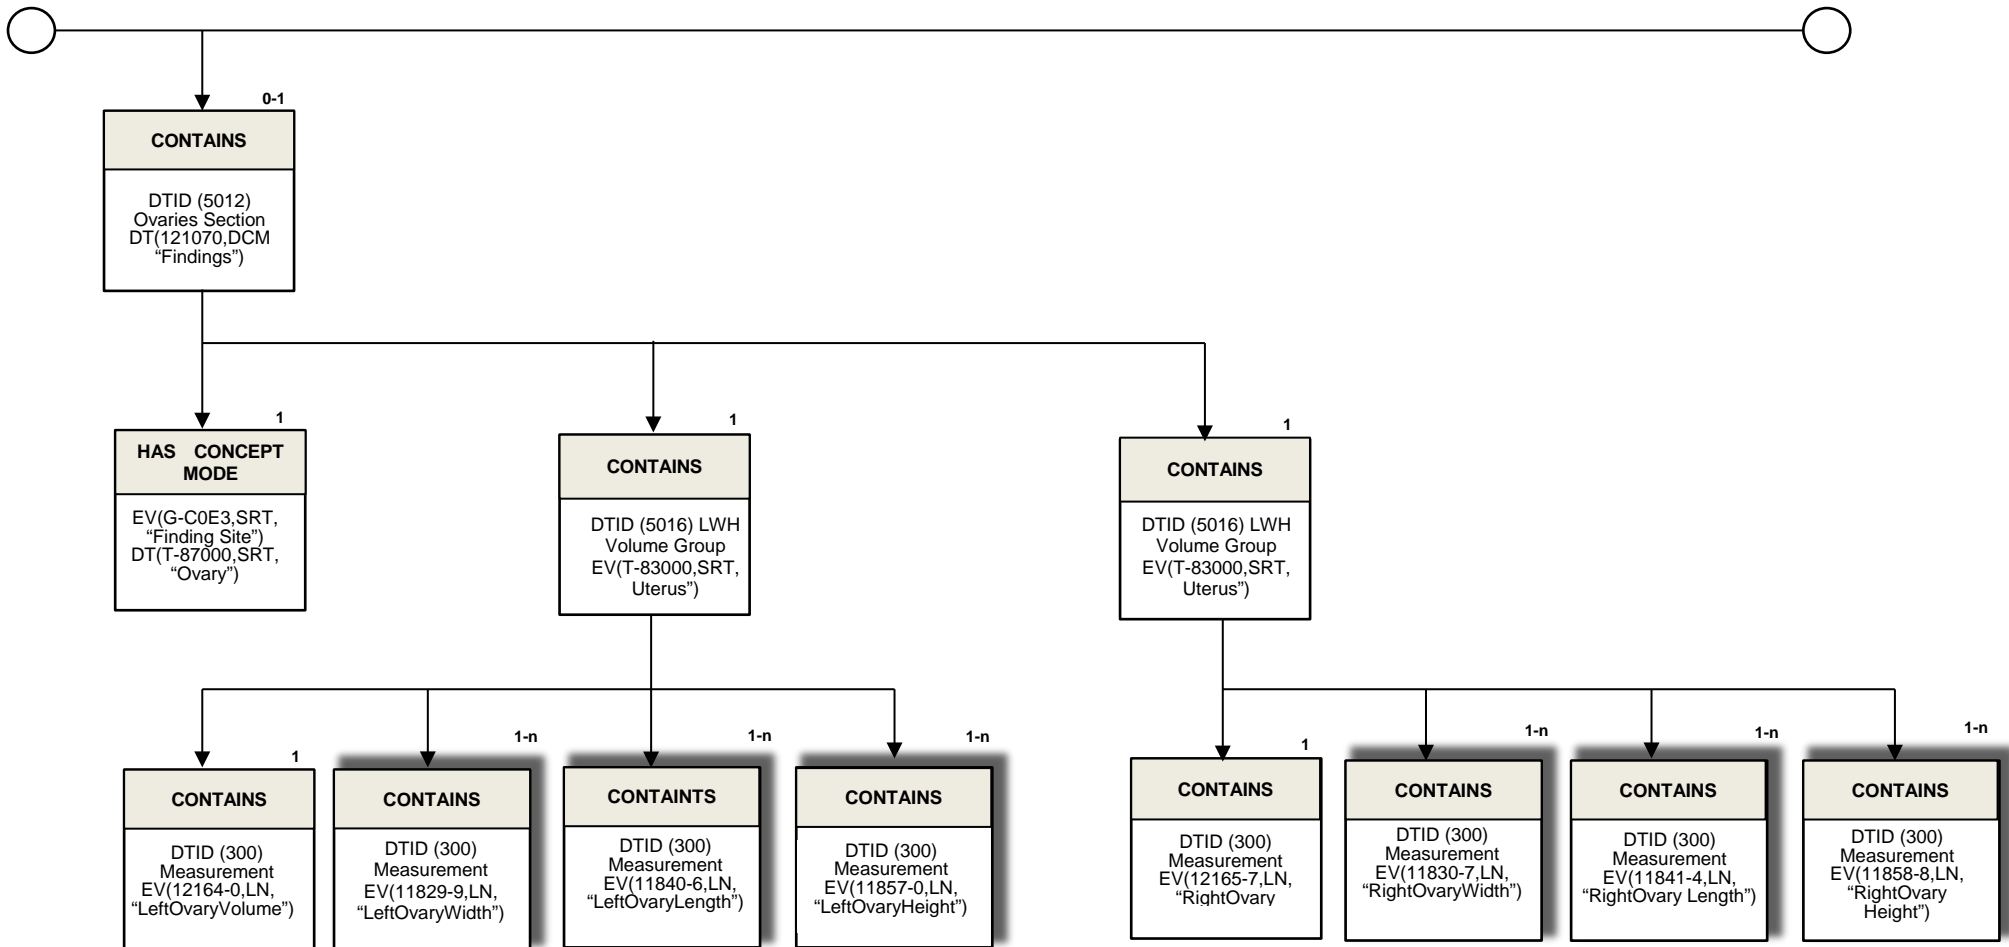 0-1
CONTAINS
DTID (5012)
Ovaries Section
DT(121070,DCM
“Findings”)
1
HAS CONCEPT
MODE
EV(G-C0E3,SRT,
“Finding Site”)
DT(T-87000,SRT,
“Ovary”)
1
CONTAINS
DTID (5016) LWH
Volume Group
EV(T-83000,SRT,
Uterus”)
1
CONTAINS
DTID (5016) LWH
Volume Group
EV(T-83000,SRT,
Uterus”)
1
CONTAINS
DTID (300)
Measurement
EV(12164-0,LN,
“LeftOvaryVolume”)
1-n
CONTAINS
DTID (300)
Measurement
EV(11829-9,LN,
“LeftOvaryWidth”)
1-n
CONTAINTS
DTID (300)
Measurement
EV(11840-6,LN,
“LeftOvaryLength”)
1-n
CONTAINS
DTID (300)
Measurement
EV(11857-0,LN,
“LeftOvaryHeight”)
1
CONTAINS
DTID (300)
Measurement
EV(12165-7,LN,
“RightOvary
1-n
CONTAINS
DTID (300)
Measurement
EV(11830-7,LN,
“RightOvaryWidth”)
1-n
CONTAINS
DTID (300)
Measurement
EV(11841-4,LN,
“RightOvary Length”)
1-n
CONTAINS
DTID (300)
Measurement
EV(11858-8,LN,
“RightOvary
Height”)